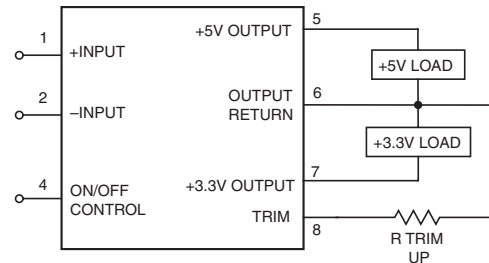 1
+INPUT
2
–INPUT
4
ON/OFF
CONTROL
+5V OUTPUT
5
OUTPUT
RETURN
6
+3.3V OUTPUT
7
TRIM
8
+5V LOAD
+3.3V LOAD
R TRIM
UP